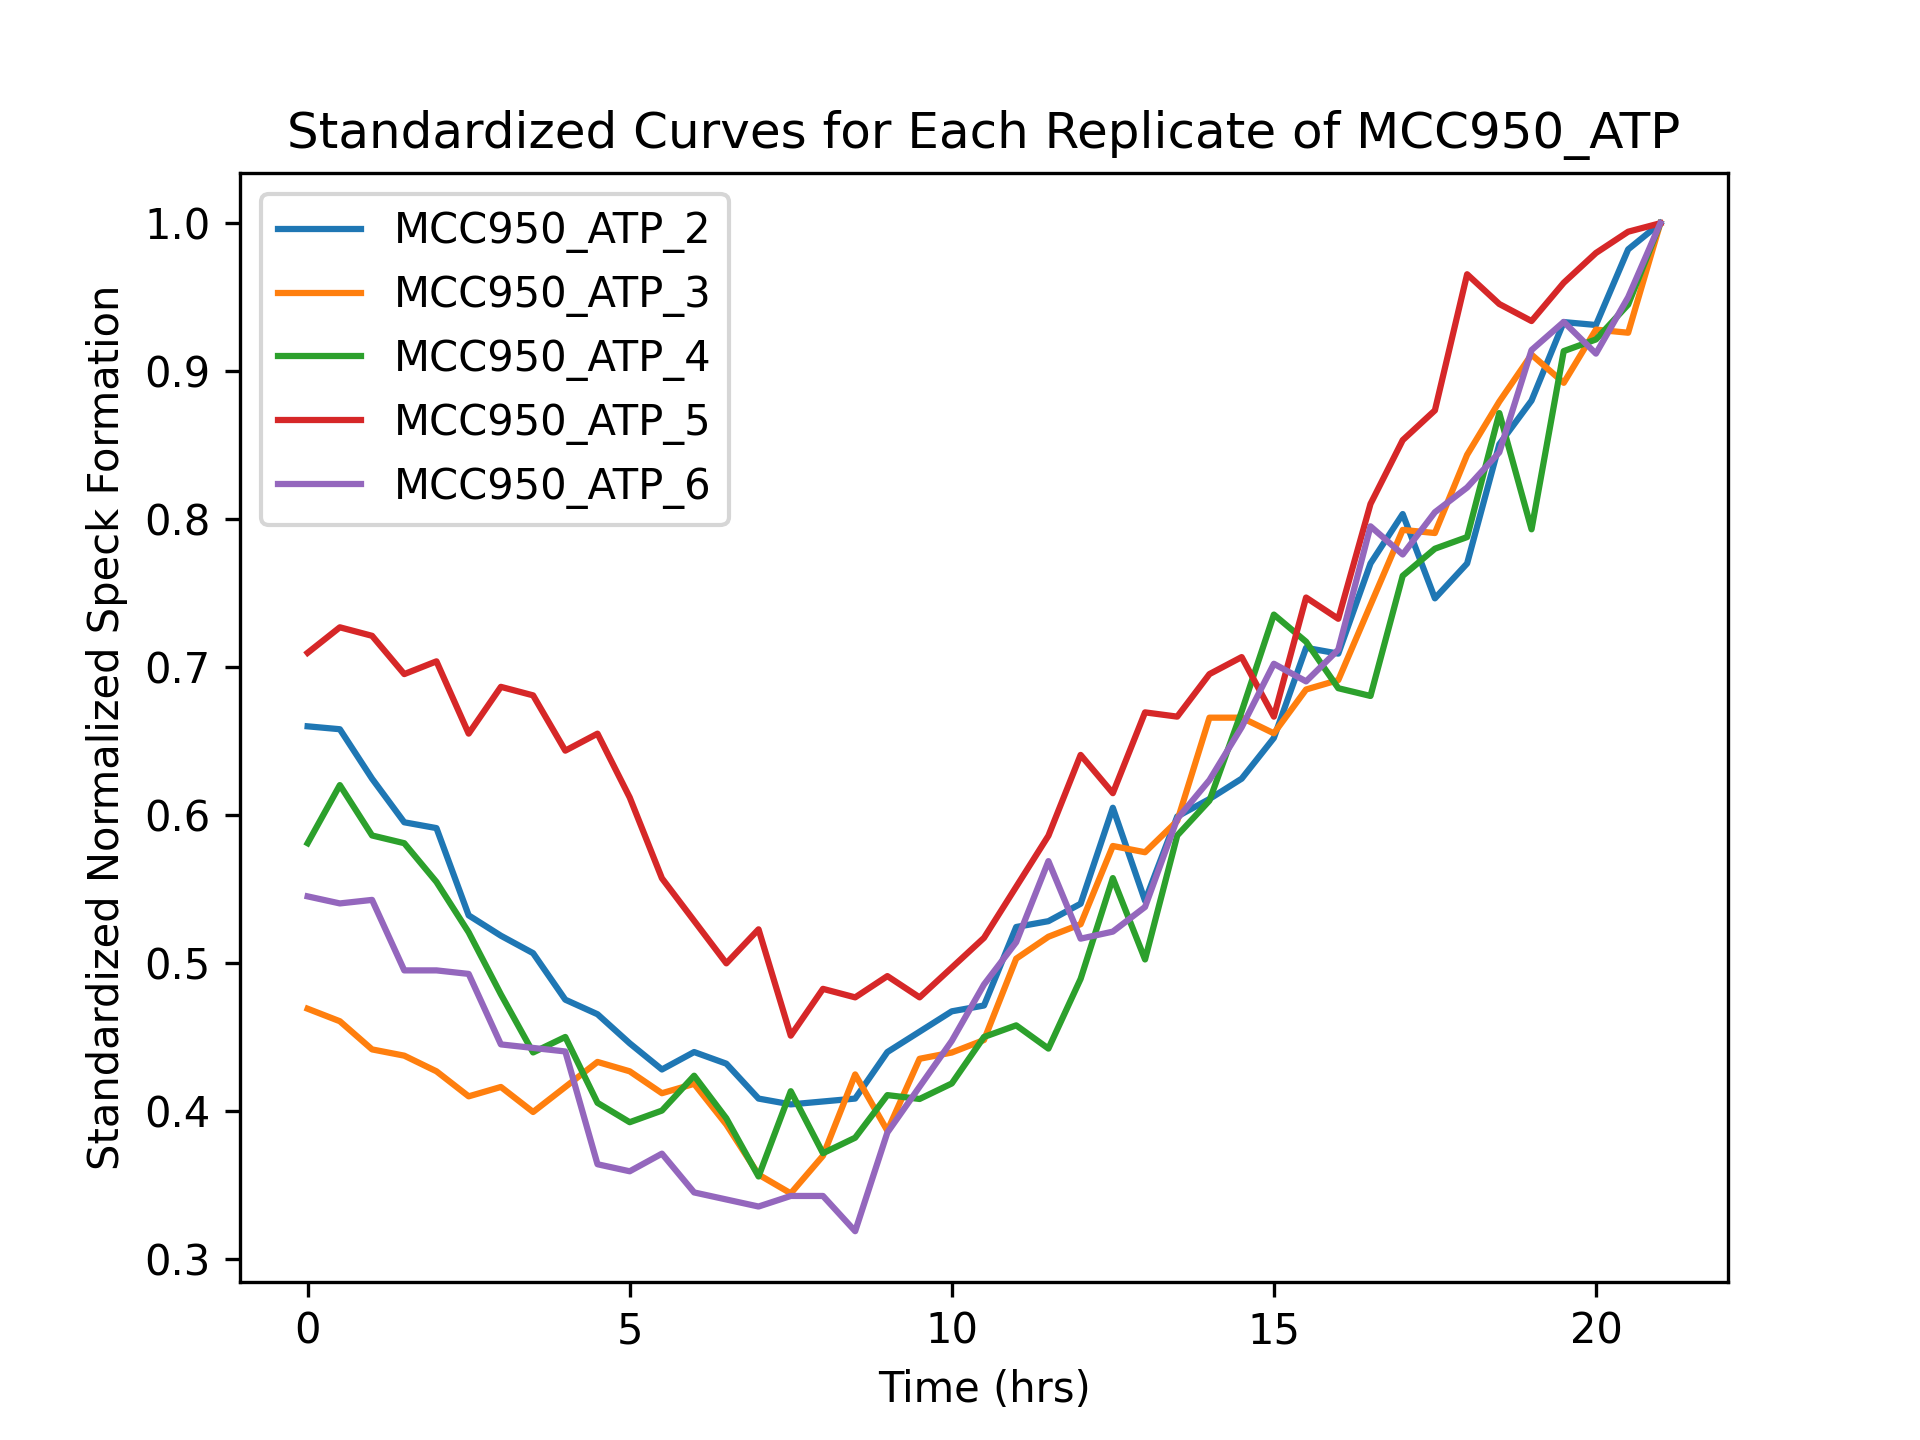 Standardized Curves for Each Replicate of MCC950_ATP
MCC950_ATP_2
MCC950_ATP_3
MCC950_ATP_4
MCC950_ATP_5
MCC950_ATP_6
Standardized Normalized Speck Formation
1.0
0.9
0.8
0.7
0.6
0.5
0.4
0.3
0 5 10 15 20
Time (hrs)